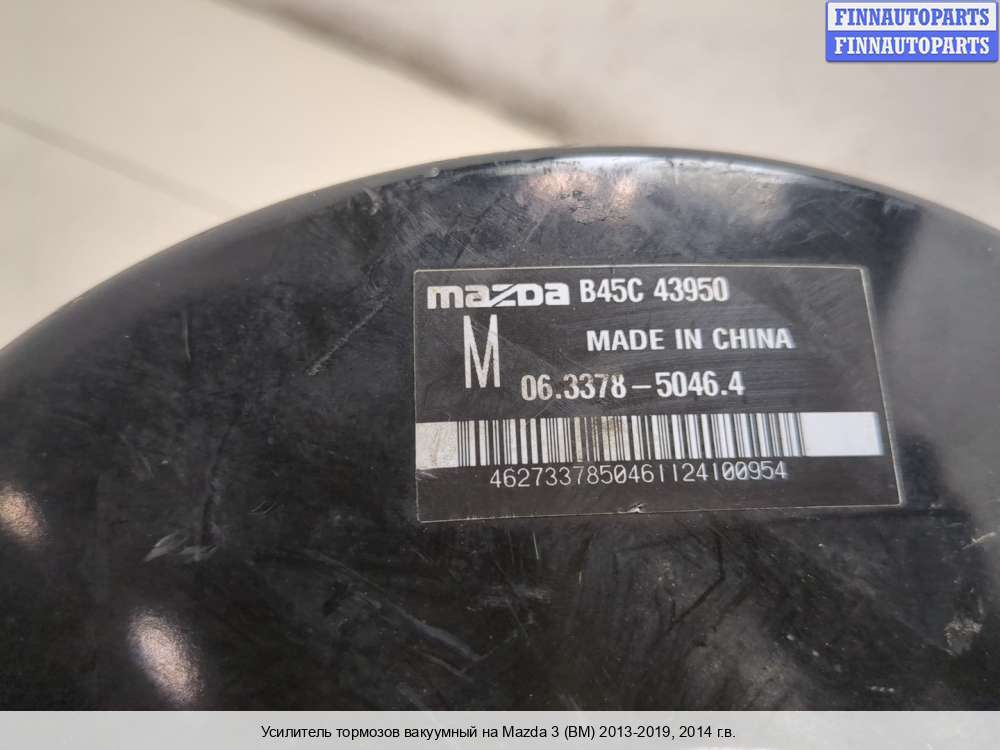 FINNAUTOPARTS
FINNAUTOPARTS
mazda B45C 43950
M
MADE IN CHINA
06.3378-5046.4
4627337850461124100954
Усилитель тормозов вакуумный на Mazda 3 (BM) 2013-2019, 2014 г.в.